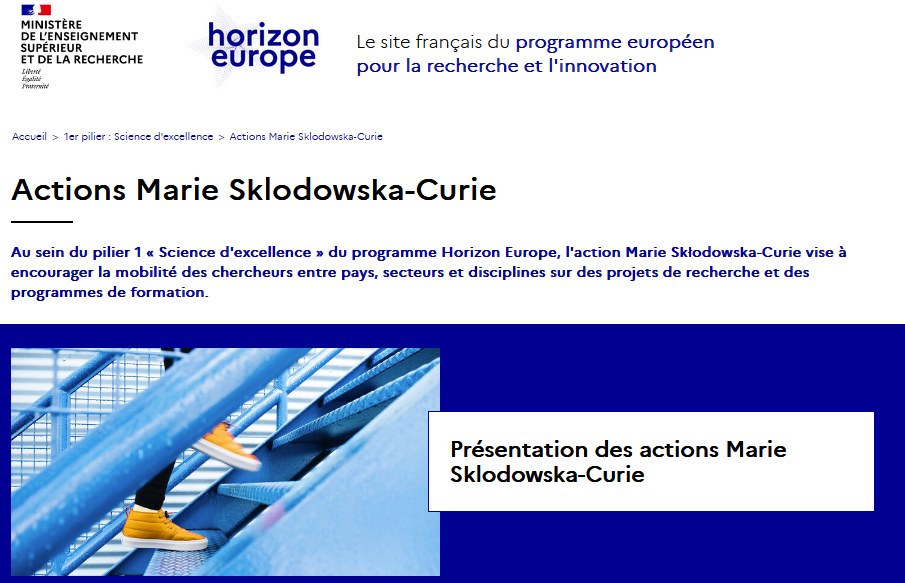 MINISTÈRE
DE L'ENSEIGNEMENT
SUPÉRIEUR
ET DE LA RECHERCHE
Liberté
Égalité
Fraternité
horizon
europe
Le site français du programme européen
pour la recherche et l'innovation
Accueil > 1er pilier : Science d'excellence > Actions Marie Sklodowska-Curie
Actions Marie Sklodowska-Curie
Au sein du pilier 1 « Science d'excellence » du programme Horizon Europe, l'action Marie Skłodowska-Curie vise à
encourager la mobilité des chercheurs entre pays, secteurs et disciplines sur des projets de recherche et des
programmes de formation.
Présentation des actions Marie
Sklodowska-Curie